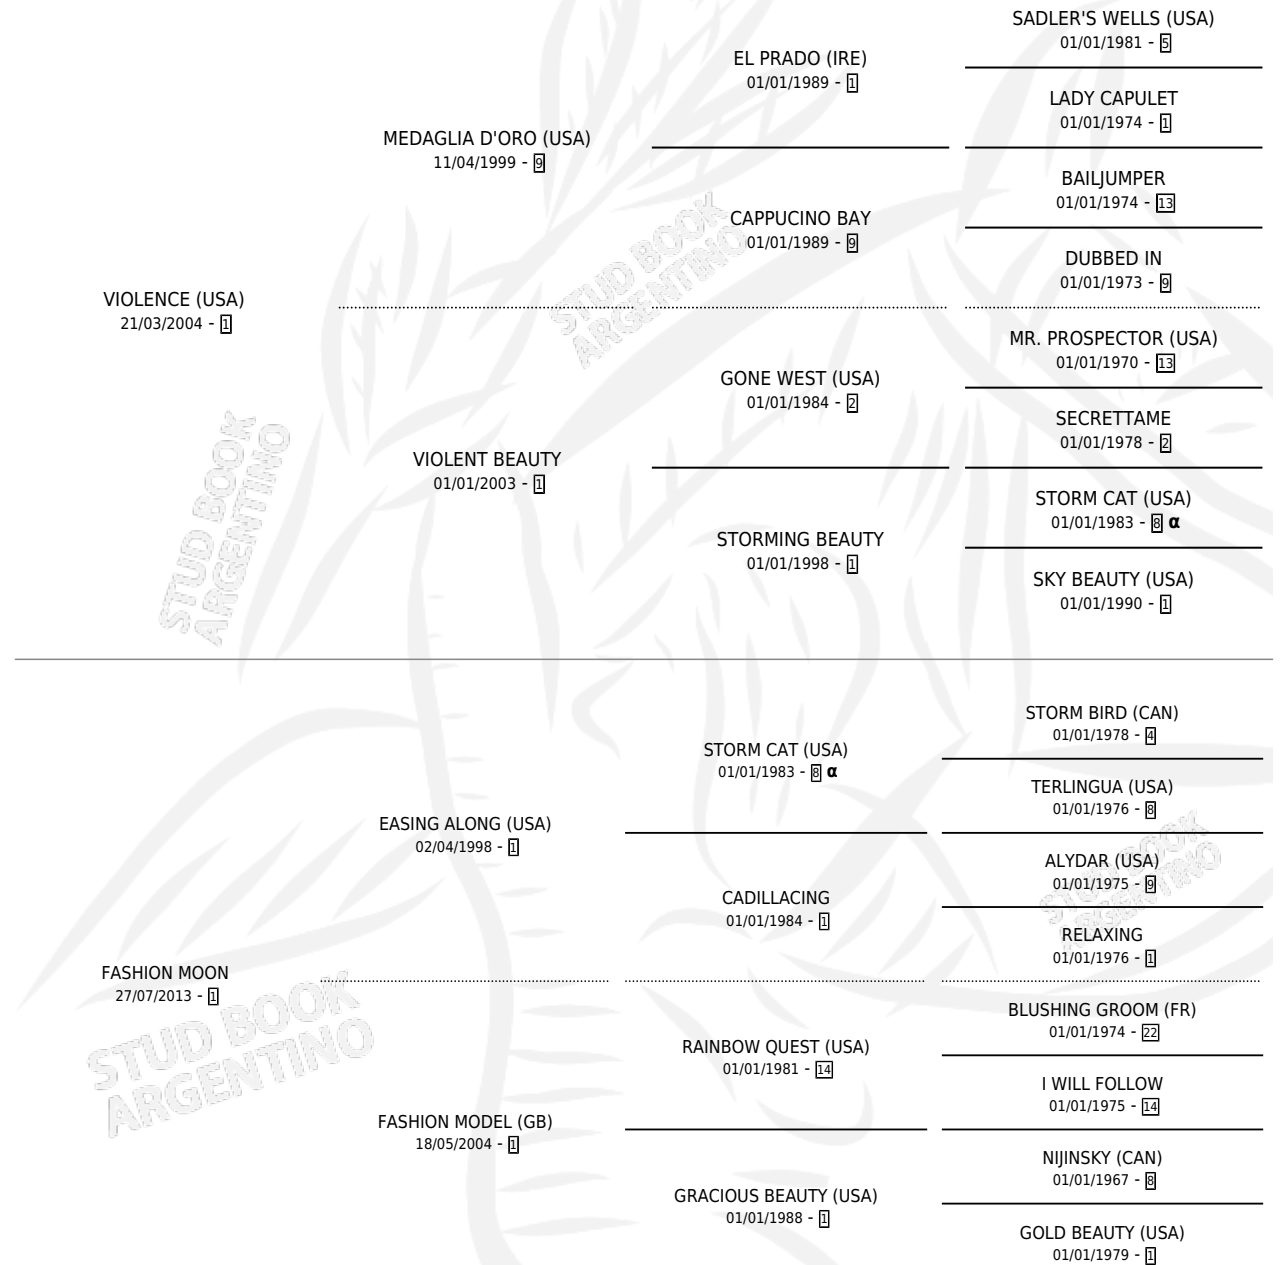 SADLER'S WELLS (USA)
01/01/1981 - 5
EL PRADO (IRE)
01/01/1989 - 1
LADY CAPULET
01/01/1974 - 1
MEDAGLIA D'ORO (USA)
11/04/1999 - 9
BAILJUMPER
01/01/1974 - 13
CAPPUCINO BAY
01/01/1989 - 9
DUBBED IN
01/01/1973 - 9
VIOLENCE (USA)
21/03/2004 - 1
MR. PROSPECTOR (USA)
01/01/1970 - 13
GONE WEST (USA)
01/01/1984 - 2
SECRETTAME
01/01/1978 - 2
VIOLENT BEAUTY
01/01/2003 - 1
STORM CAT (USA)
01/01/1983 - 8 α
STORMING BEAUTY
01/01/1998 - 1
SKY BEAUTY (USA)
01/01/1990 - 1
STORM BIRD (CAN)
01/01/1978 - 4
STORM CAT (USA)
01/01/1983 - 8 α
TERLINGUA (USA)
01/01/1976 - 8
EASING ALONG (USA)
02/04/1998 - 1
ALYDAR (USA)
01/01/1975 - 9
CADILLACING
01/01/1984 - 1
RELAXING
01/01/1976 - 1
FASHION MOON
27/07/2013 - 1
BLUSHING GROOM (FR)
01/01/1974 - 22
RAINBOW QUEST (USA)
01/01/1981 - 14
I WILL FOLLOW
01/01/1975 - 14
FASHION MODEL (GB)
18/05/2004 - 1
NIJINSKY (CAN)
01/01/1967 - 8
GRACIOUS BEAUTY (USA)
01/01/1988 - 1
GOLD BEAUTY (USA)
01/01/1979 - 1
STUD BOOK
ARGENTINO
STUD BOOK
ARGENTINO
STUD BOOK
ARGENTINO
STUD BOOK
ARGENTINO